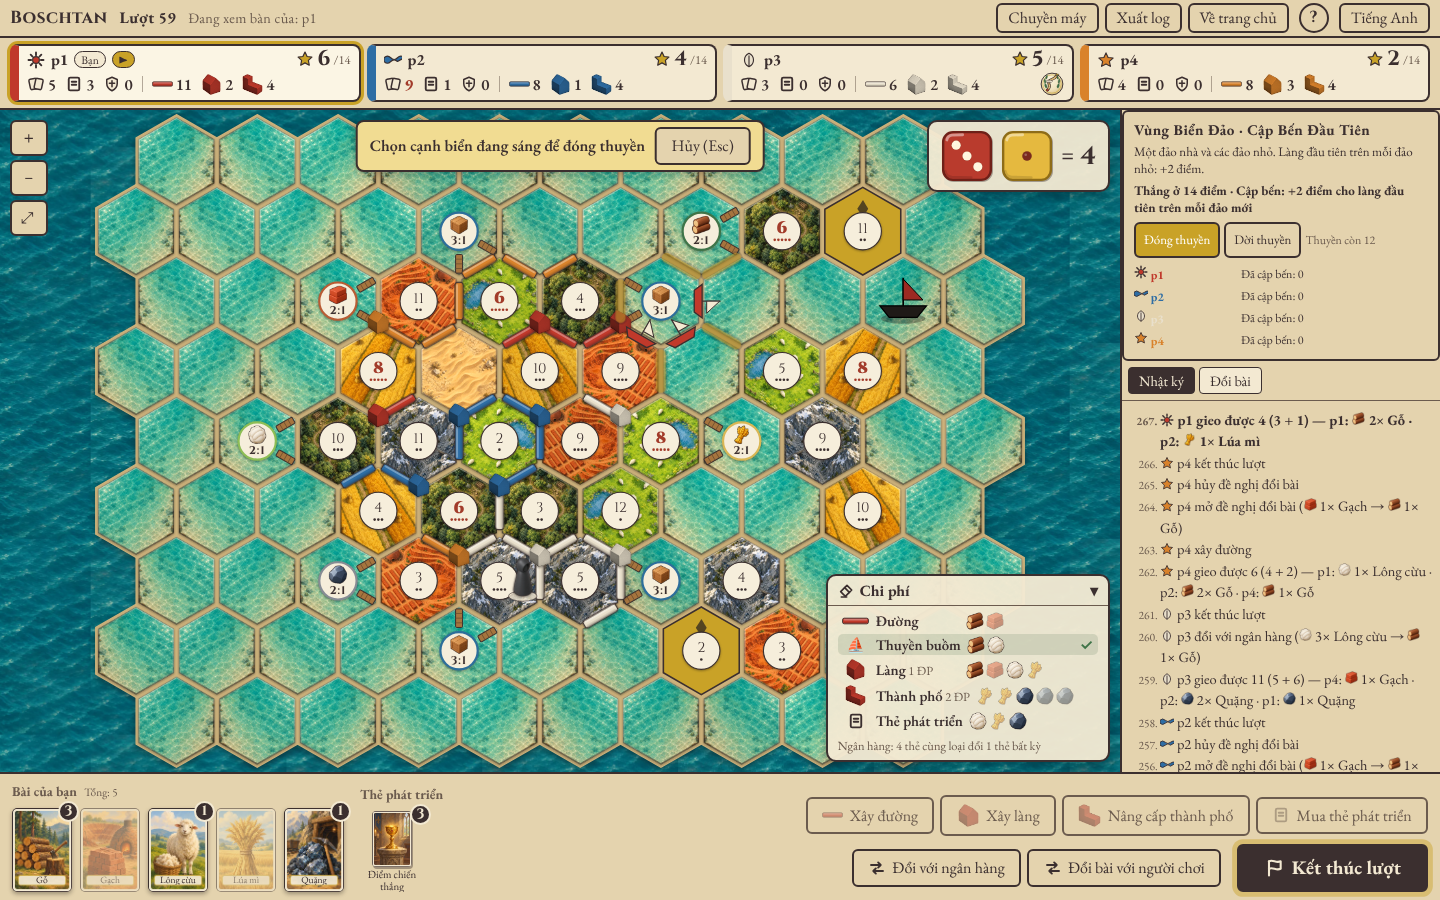 BOSCHTAN Lượt 59 Đang xem bàn của: p1
Chuyền máy Xuất log Về trang chủ ? Tiếng Anh
p1 Bạn 6 /14
5 3 0 11 2 4
p2 4 /14
9 1 0 8 1 4
p3 5 /14
3 0 0 6 2 4
p4 2 /14
4 0 0 8 3 4
+
−
Chọn cạnh biển đang sáng để đóng thuyền Hủy (Esc)
= 4
3:1 2:1 6 11
2:1 11 6 4 3:1
8 10 9 5 8
2:1 10 11 2 9 8 2:1 9
4 6 3 12 10
2:1 3 5 5 3:1 4
3:1 2 3
Chi phí ▼
Đường
Thuyền buồm
Làng 1 ĐP
Thành phố 2 ĐP
Thẻ phát triển
Ngân hàng: 4 thẻ cùng loại đổi 1 thẻ bất kỳ
Vùng Biển Đảo · Cập Bến Đầu Tiên
Một đảo nhà và các đảo nhỏ. Làng đầu tiên trên mỗi đảo
nhỏ: +2 điểm.
Thắng ở 14 điểm · Cập bến: +2 điểm cho làng đầu
tiên trên mỗi đảo mới
Đóng thuyền Dời thuyền Thuyền còn 12
p1 Đã cập bến: 0
p2 Đã cập bến: 0
p3 Đã cập bến: 0
p4 Đã cập bến: 0
Nhật ký Đổi bài
267. p1 gieo được 4 (3 + 1) — p1: 2× Gỗ ·
p2: 1× Lúa mì
266. p4 kết thúc lượt
265. p4 hủy đề nghị đổi bài
264. p4 mở đề nghị đổi bài ( 1× Gạch → 1×
Gỗ)
263. p4 xây đường
262. p4 gieo được 6 (4 + 2) — p1: 1× Lông cừu ·
p2: 2× Gỗ · p4: 1× Gỗ
261. p3 kết thúc lượt
260. p3 đổi với ngân hàng ( 3× Lông cừu →
1× Gỗ)
259. p3 gieo được 11 (5 + 6) — p4: 1× Gạch ·
p2: 2× Quặng · p1: 1× Quặng
258. p2 kết thúc lượt
257. p2 hủy đề nghị đổi bài
256. p2 mở đề nghị đổi bài ( 1× Gạch → 1×
Bài của bạn Tổng: 5
3 1 1
Gỗ Gạch Lông cừu Lúa mì Quặng
Thẻ phát triển
3
Điểm chiến
thắng
Xây đường Xây làng Nâng cấp thành phố Mua thẻ phát triển
Đổi với ngân hàng Đổi bài với người chơi Kết thúc lượt